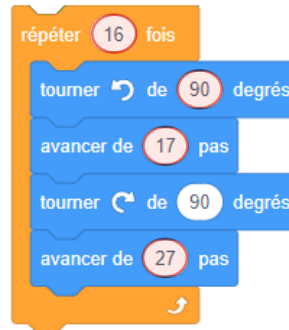 répéter 16 fois
tourner de 90 degrés
avancer de 17 pas
tourner de 90 degrés
avancer de 27 pas